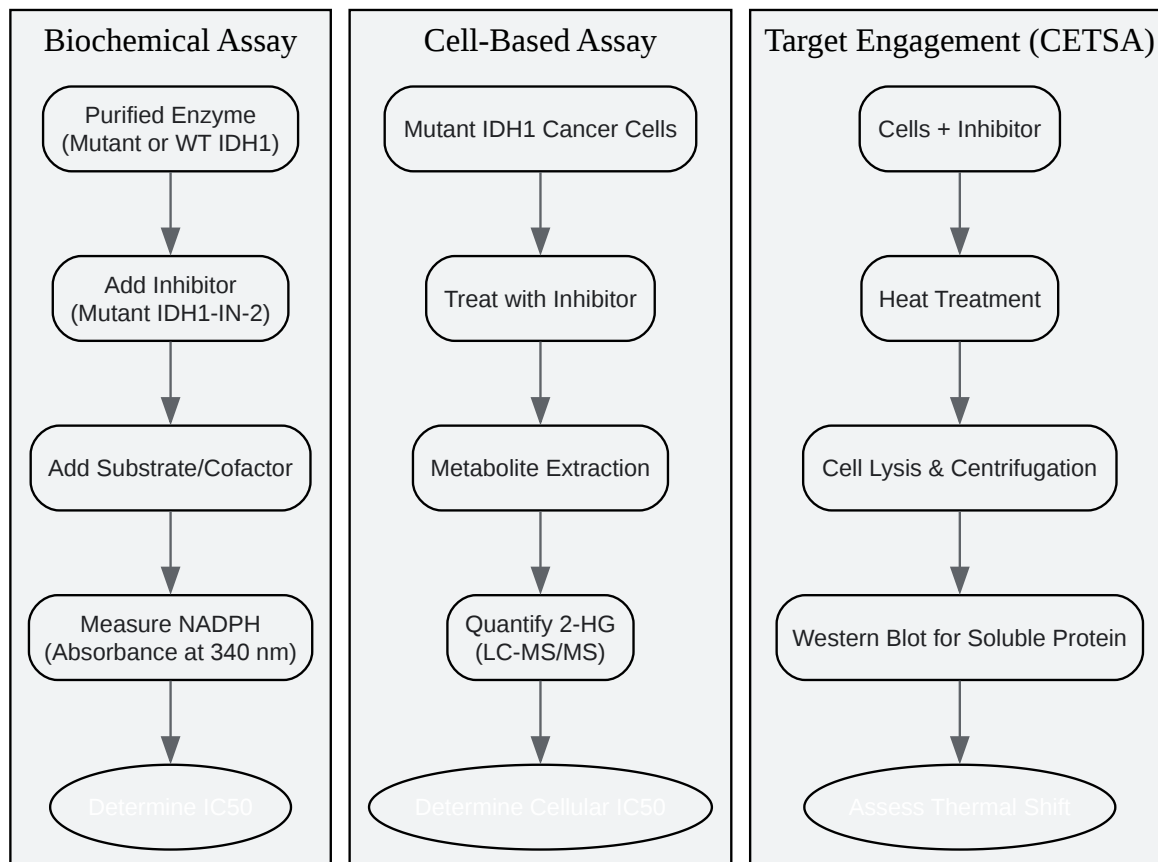 Biochemical Assay
Purified Enzyme
(Mutant or WT IDH1)
Add Inhibitor
(Mutant IDH1-IN-2)
Add Substrate/Cofactor
Measure NADPH
(Absorbance at 340 nm)
Determine IC50
Cell-Based Assay
Mutant IDH1 Cancer Cells
Treat with Inhibitor
Metabolite Extraction
Quantify 2-HG
(LC-MS/MS)
Determine Cellular IC50
Target Engagement (CETSA)
Cells + Inhibitor
Heat Treatment
Cell Lysis & Centrifugation
Western Blot for Soluble Protein
Assess Thermal Shift